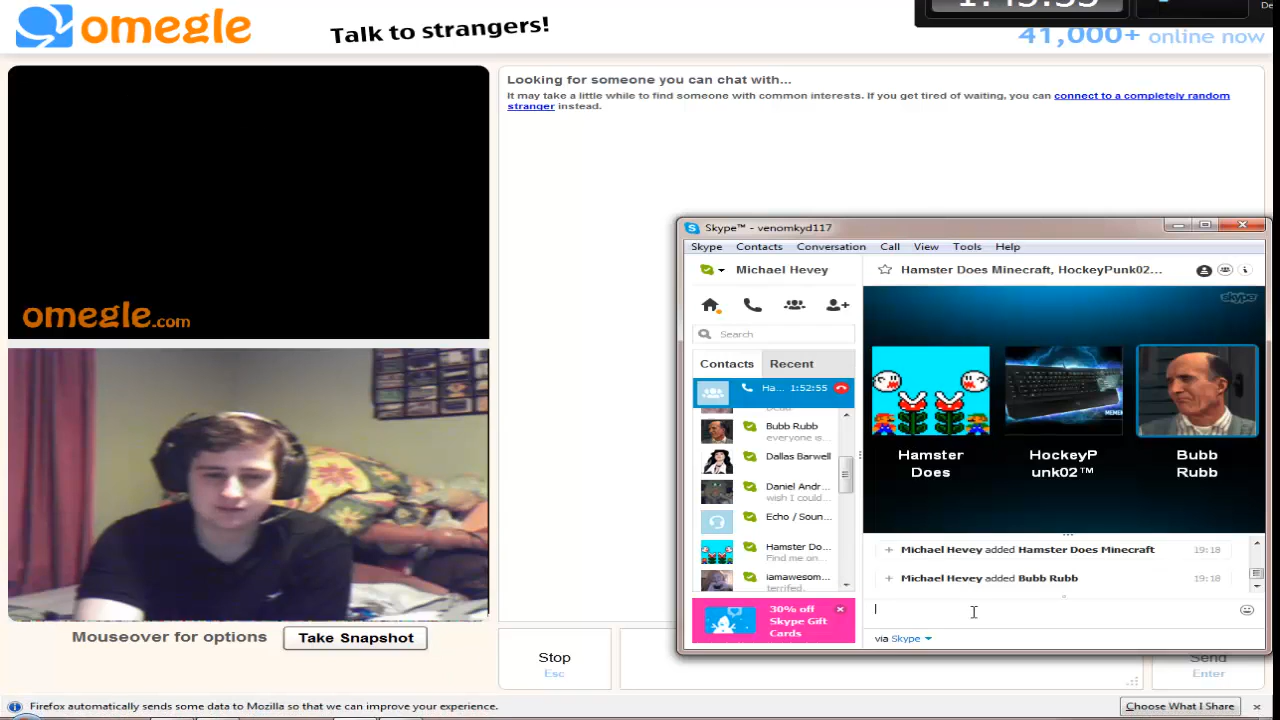 omegle
Talk to strangers!
41,000+ online now
Looking for someone you can chat with...
It may take a little while to find someone with common interests. If you get tired of waiting, you can connect to a completely random
stranger instead.
omegle.com
Mouseover for options
Take Snapshot
Stop
Esc
Send
Enter
Skype™ - venomkyd117
Skype Contacts Conversation Call View Tools Help
Michael Hevey
Search
Contacts Recent
Ha... 1:52:55
Bubb Rubb
everyone is...
Dallas Barwell
Daniel Andr...
wish I could...
Echo / Soun...
Hamster Do...
Find me on...
iamawesom...
terrifed.
30% off
Skype Gift
Cards
Hamster Does Minecraft, HockeyPunk02...
skype
Hamster
Does
HockeyP
unk02™
Bubb
Rubb
Michael Hevey added Hamster Does Minecraft 19:18
Michael Hevey added Bubb Rubb 19:18
via Skype
Firefox automatically sends some data to Mozilla so that we can improve your experience.
Choose What I Share